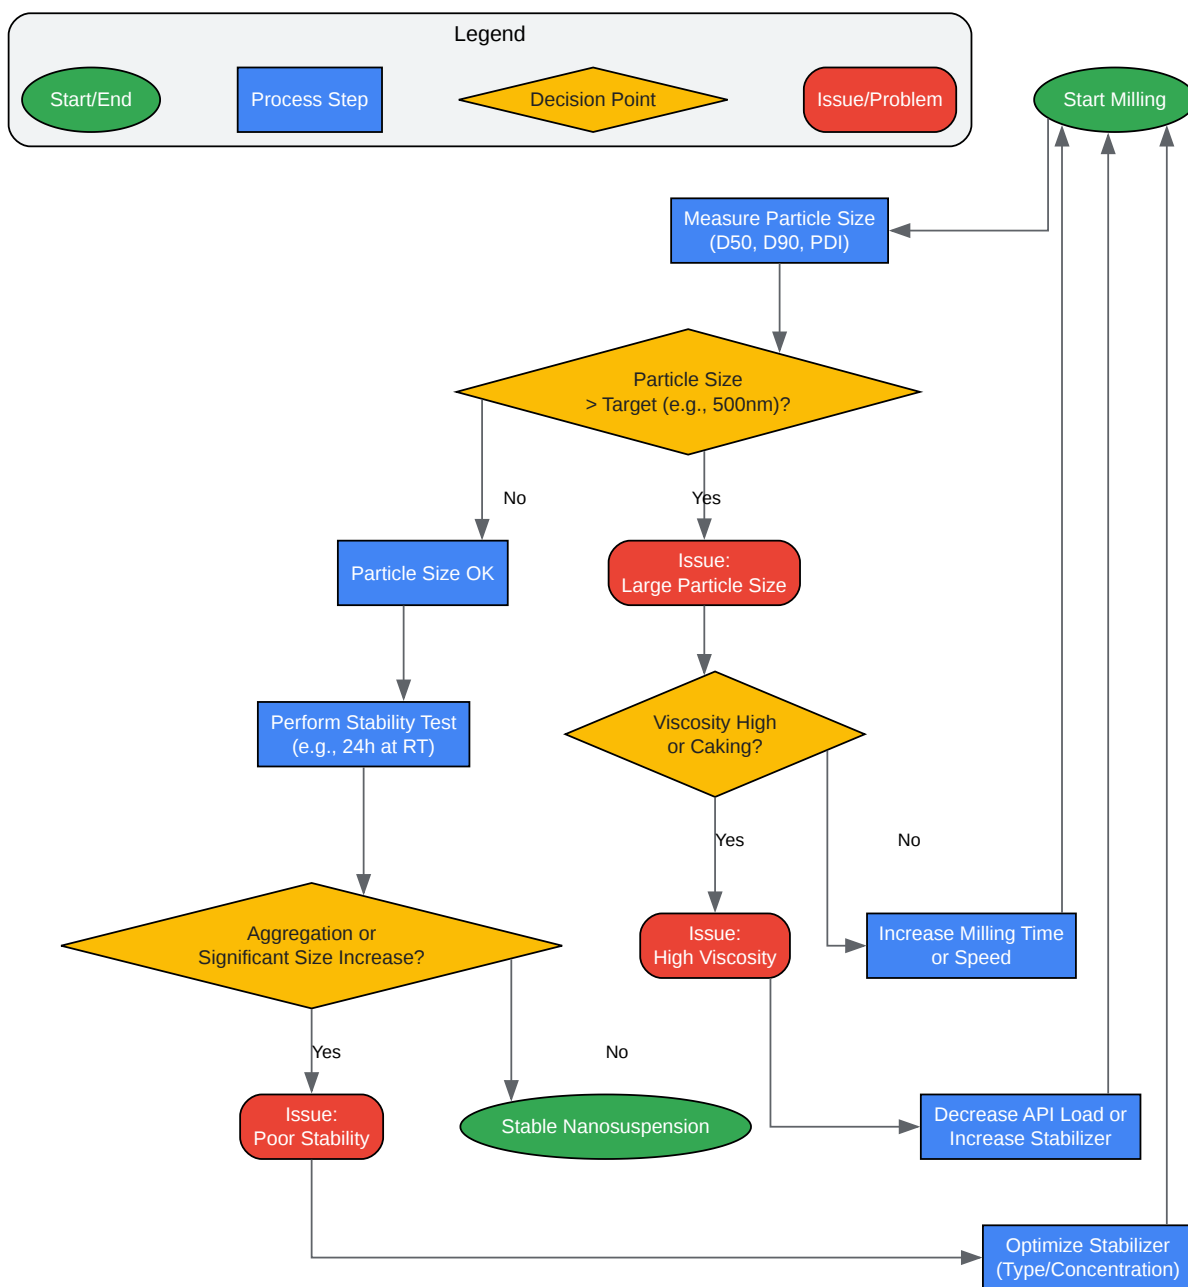 Legend
Start/End
Process Step
Decision Point
Issue/Problem
Start Milling
Measure Particle Size
(D50, D90, PDI)
Particle Size
> Target (e.g., 500nm)?
No
Yes
Particle Size OK
Issue:
Large Particle Size
Perform Stability Test
(e.g., 24h at RT)
Viscosity High
or Caking?
Yes
No
Aggregation or
Significant Size Increase?
Issue:
High Viscosity
Increase Milling Time
or Speed
Yes
No
Issue:
Poor Stability
Stable Nanosuspension
Decrease API Load or
Increase Stabilizer
Optimize Stabilizer
(Type/Concentration)